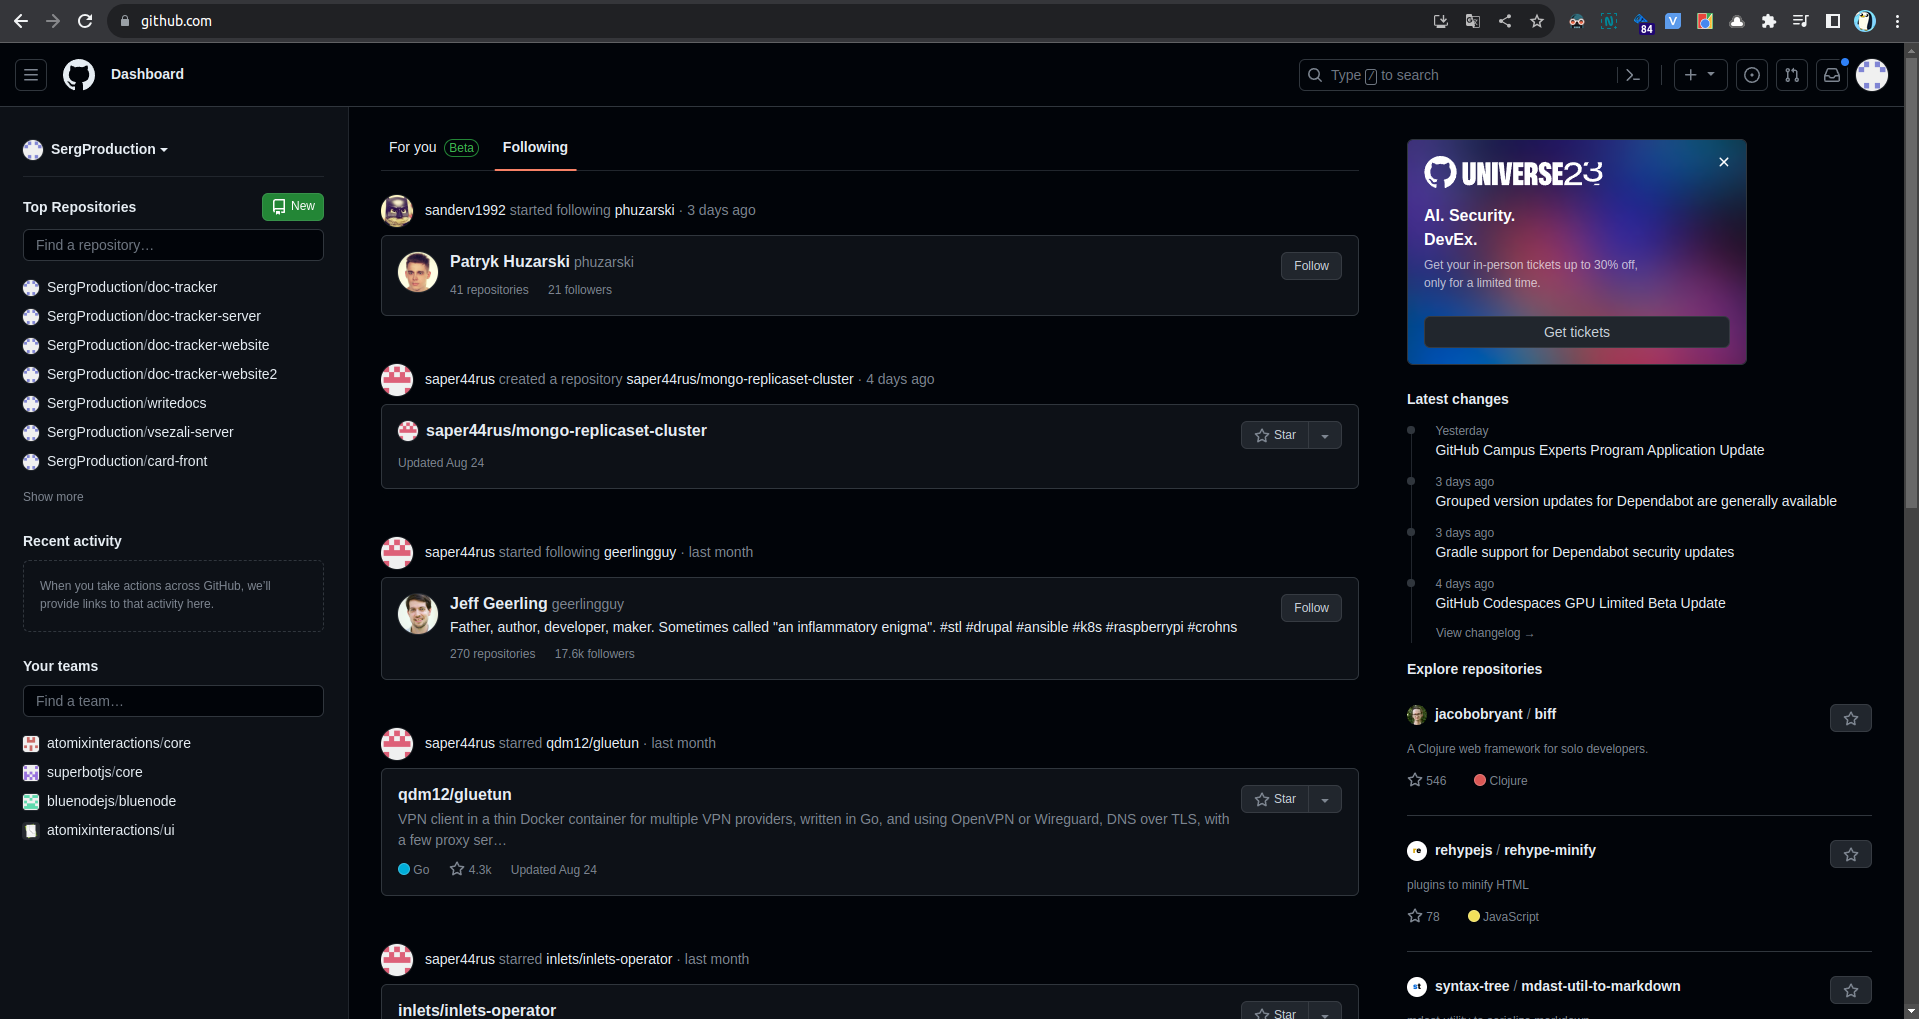 github.com
84
Dashboard
Type / to search
SergProduction
Top Repositories
New
Find a repository…
SergProduction/doc-tracker
SergProduction/doc-tracker-server
SergProduction/doc-tracker-website
SergProduction/doc-tracker-website2
SergProduction/writedocs
SergProduction/vsezali-server
SergProduction/card-front
Show more
Recent activity
When you take actions across GitHub, we'll
provide links to that activity here.
Your teams
Find a team…
atomixinteractions/core
superbotjs/core
bluenodejs/bluenode
atomixinteractions/ui
For you Beta
Following
sanderv1992 started following phuzarski · 3 days ago
Patryk Huzarski phuzarski
Follow
41 repositories 21 followers
saper44rus created a repository saper44rus/mongo-replicaset-cluster · 4 days ago
saper44rus/mongo-replicaset-cluster
Star
Updated Aug 24
saper44rus started following geerlingguy · last month
Jeff Geerling geerlingguy
Follow
Father, author, developer, maker. Sometimes called "an inflammatory enigma". #stl #drupal #ansible #k8s #raspberrypi #crohns
270 repositories 17.6k followers
saper44rus starred qdm12/gluetun · last month
qdm12/gluetun
Star
VPN client in a thin Docker container for multiple VPN providers, written in Go, and using OpenVPN or Wireguard, DNS over TLS, with
a few proxy ser…
Go 4.3k Updated Aug 24
saper44rus starred inlets/inlets-operator · last month
inlets/inlets-operator
Star
UNIVERSE23
AI. Security.
DevEx.
Get your in-person tickets up to 30% off,
only for a limited time.
Get tickets
Latest changes
Yesterday
GitHub Campus Experts Program Application Update
3 days ago
Grouped version updates for Dependabot are generally available
3 days ago
Gradle support for Dependabot security updates
4 days ago
GitHub Codespaces GPU Limited Beta Update
View changelog →
Explore repositories
jacobobryant / biff
A Clojure web framework for solo developers.
546 Clojure
re
rehypejs / rehype-minify
plugins to minify HTML
78 JavaScript
st
syntax-tree / mdast-util-to-markdown
mdast utility to serialize markdown